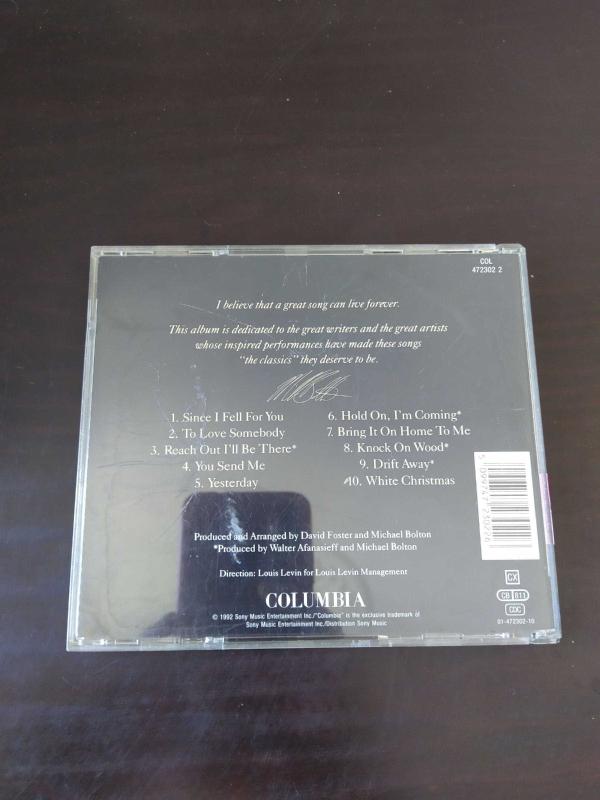 COL
472302 2
I believe that a great song can live forever.
This album is dedicated to the great writers and the great artists
whose inspired performances have made these songs
"the classics" they deserve to be.
1. Since I Fell For You
2. To Love Somebody
3. Reach Out I'll Be There*
4. You Send Me
5. Yesterday
6. Hold On, I'm Coming*
7. Bring It On Home To Me
8. Knock On Wood*
9. Drift Away*
10. White Christmas
Produced and Arranged by David Foster and Michael Bolton
*Produced by Walter Afanasieff and Michael Bolton
Direction: Louis Levin for Louis Levin Management
COLUMBIA
© 1992 Sony Music Entertainment Inc./"Columbia" is the exclusive trademark of
Sony Music Entertainment Inc./Distribution Sony Music
CX
CB 811
CDC
01-472302-10